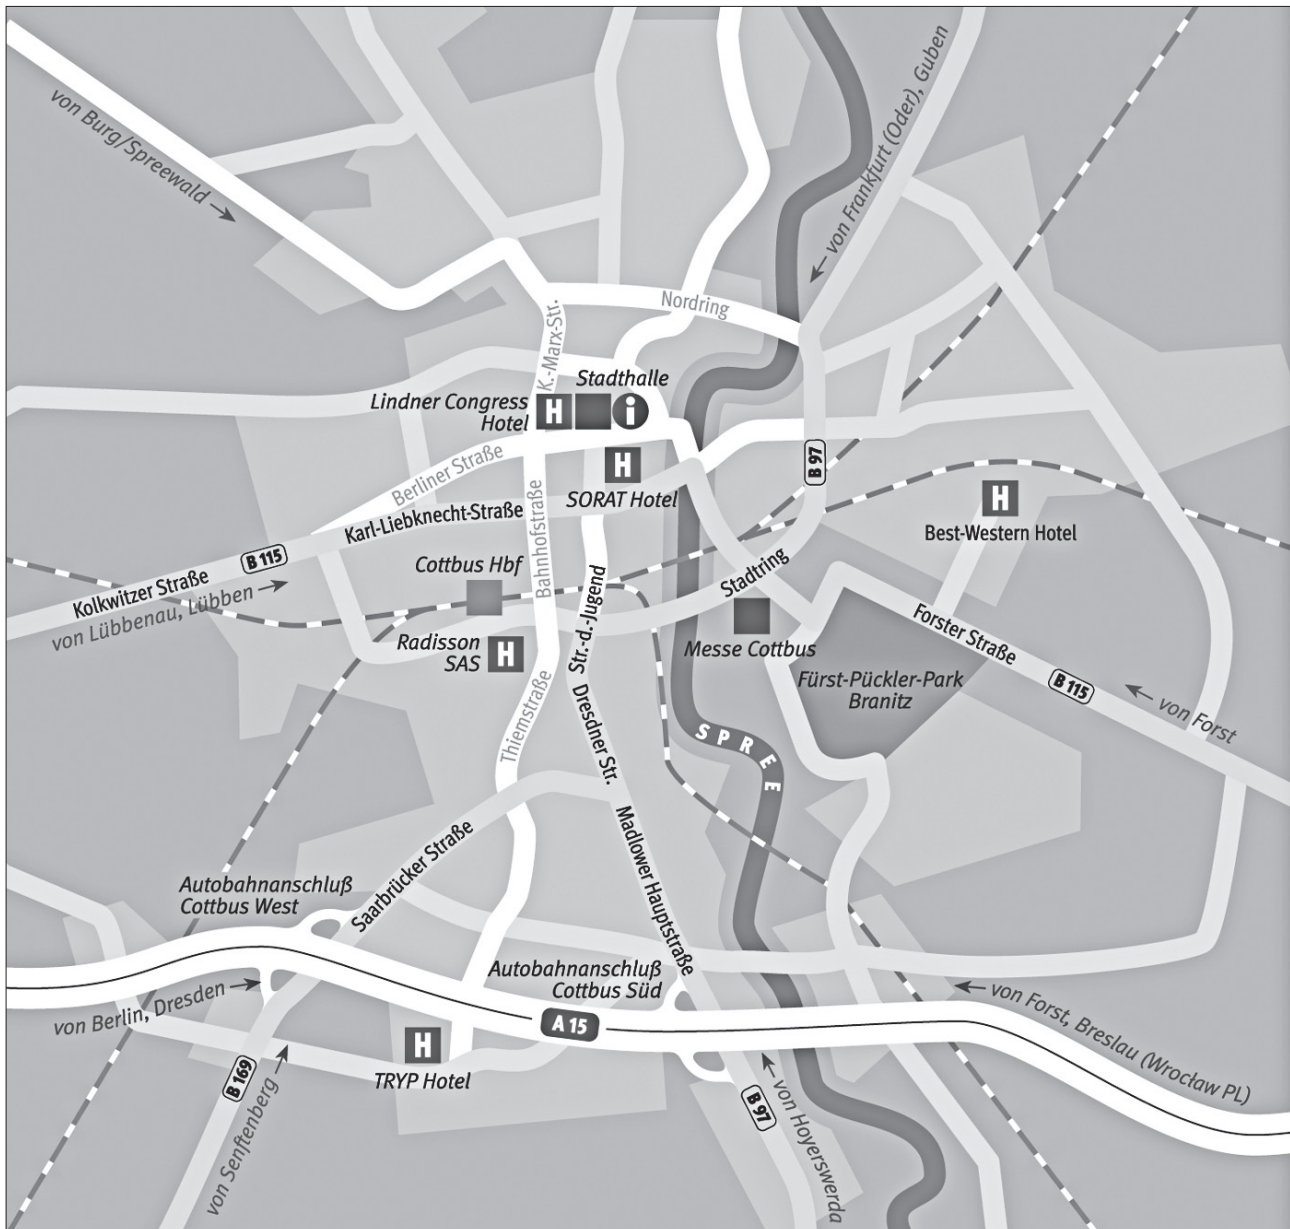 von Burg/Spreewald
von Frankfurt (Oder), Guben
Nordring
K.-Marx-Str.
Stadthalle
Lindner Congress
Hotel
H
i
Berliner Straße
H
SORAT Hotel
B 97
H
Best-Western Hotel
Karl-Liebknecht-Straße
Bahnhofstraße
B 115
Kolkwitzer Straße
von Lübbenau, Lübben
Cottbus Hbf
Str.-d.-Jugend
Stadtring
Messe Cottbus
Radisson
SAS
H
Forster Straße
B 115
von Forst
Fürst-Pückler-Park
Branitz
Thiemstraße
Dresdner Str.
SPREE
Madlower Hauptstraße
Saarbrücker Straße
Autobahnanschluß
Cottbus West
Autobahnanschluß
Cottbus Süd
von Berlin, Dresden
A 15
von Forst, Breslau (Wrocław PL)
H
TRYP Hotel
B 169
von Senftenberg
B 97
von Hoyerswerda